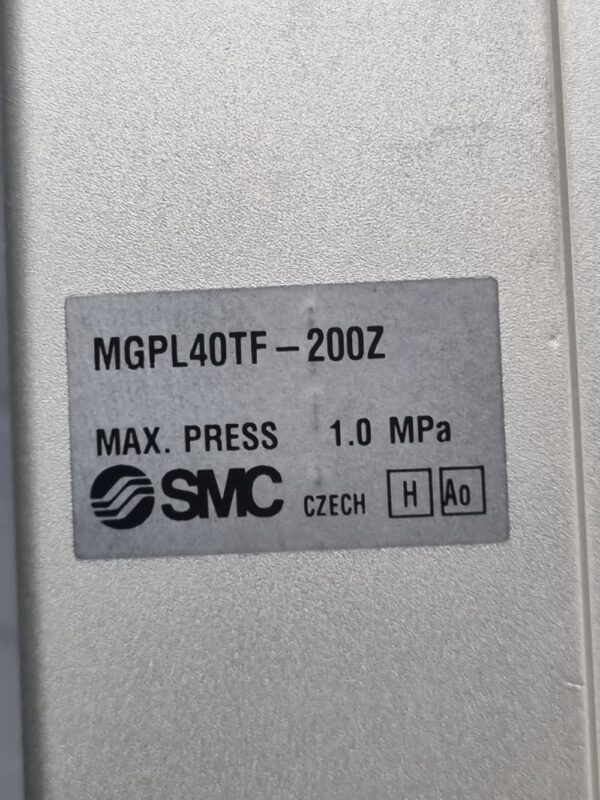 MGPL40TF-200Z
MAX. PRESS 1.0 MPa
SMC CZECH H Ao